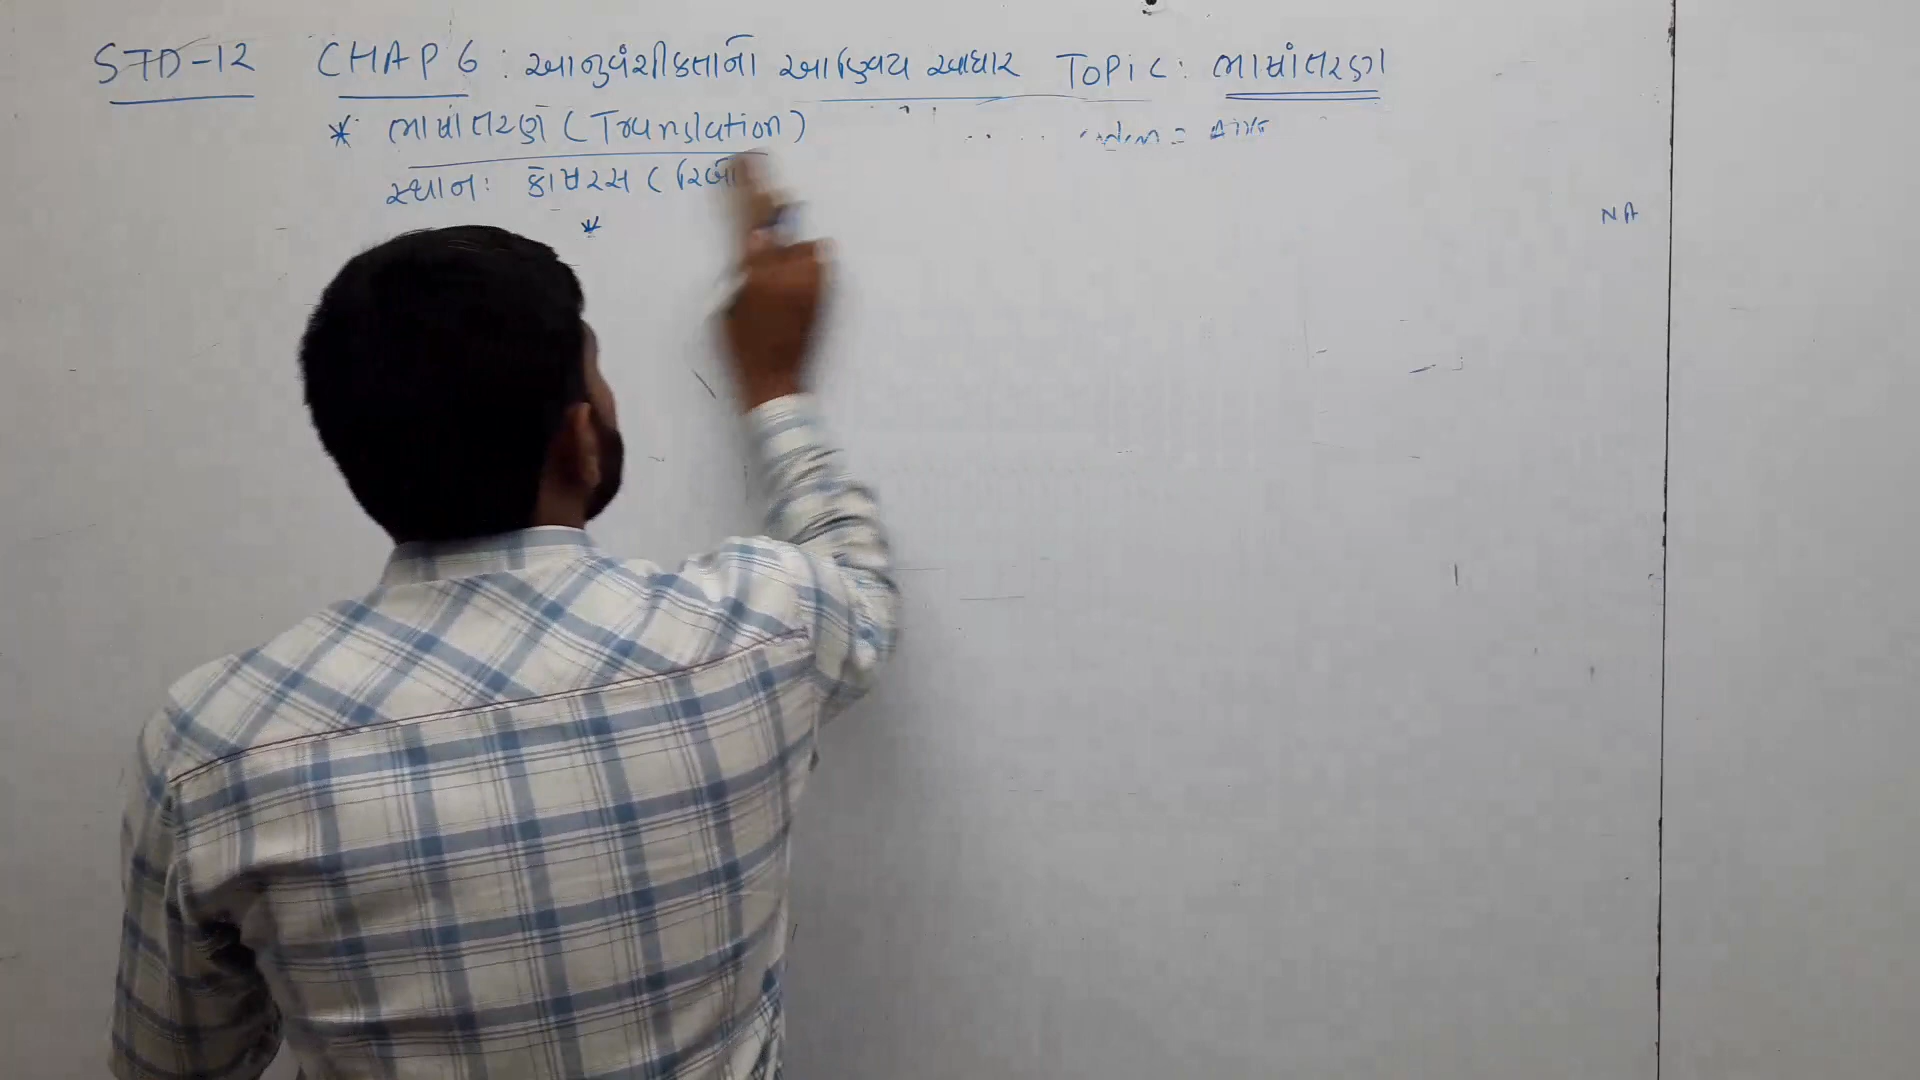 STD-12 CHAP 6 : આનુવંશીકતાનો આણ્વિય આધાર TOPiC : ભાષાંતરણ
* ભાષાંતરણ (Translation)
સ્થાન: કોષરસ ( રિબો
*
NA